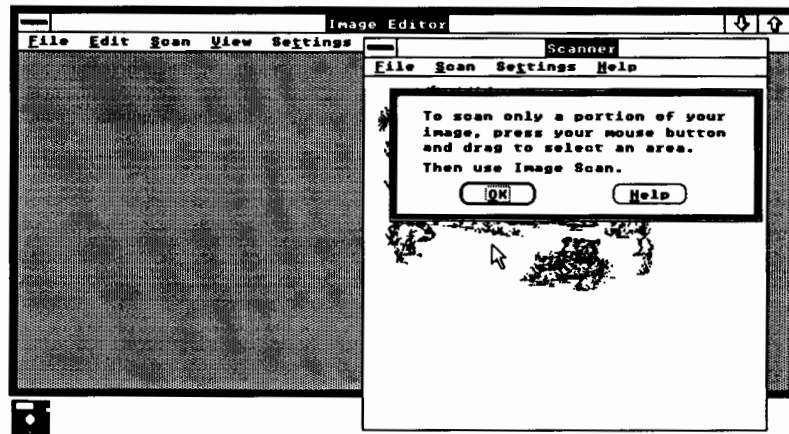 Image Editor
File Edit Scan View Settings
Scanner
File Scan Settings Help
To scan only a portion of your
image, press your mouse button
and drag to select an area.
Then use Image Scan.
OK Help